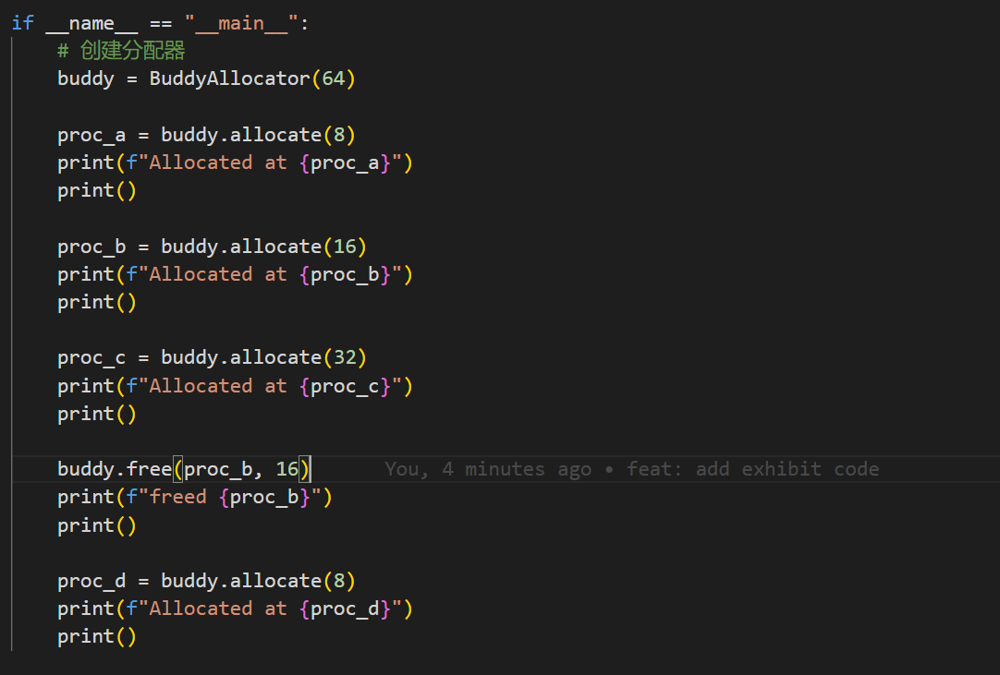 if __name__ == "__main__":
    # 创建分配器
    buddy = BuddyAllocator(64)

    proc_a = buddy.allocate(8)
    print(f"Allocated at {proc_a}")
    print()

    proc_b = buddy.allocate(16)
    print(f"Allocated at {proc_b}")
    print()

    proc_c = buddy.allocate(32)
    print(f"Allocated at {proc_c}")
    print()

    buddy.free(proc_b, 16)      You, 4 minutes ago • feat: add exhibit code
    print(f"freed {proc_b}")
    print()

    proc_d = buddy.allocate(8)
    print(f"Allocated at {proc_d}")
    print()